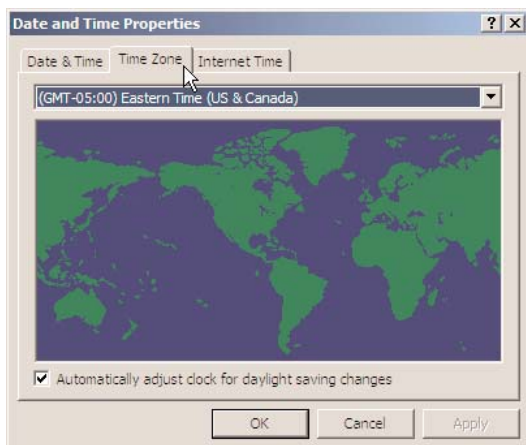 Date and Time Properties
Date & Time Time Zone Internet Time
(GMT-05:00) Eastern Time (US & Canada)
Automatically adjust clock for daylight saving changes
OK Cancel Apply